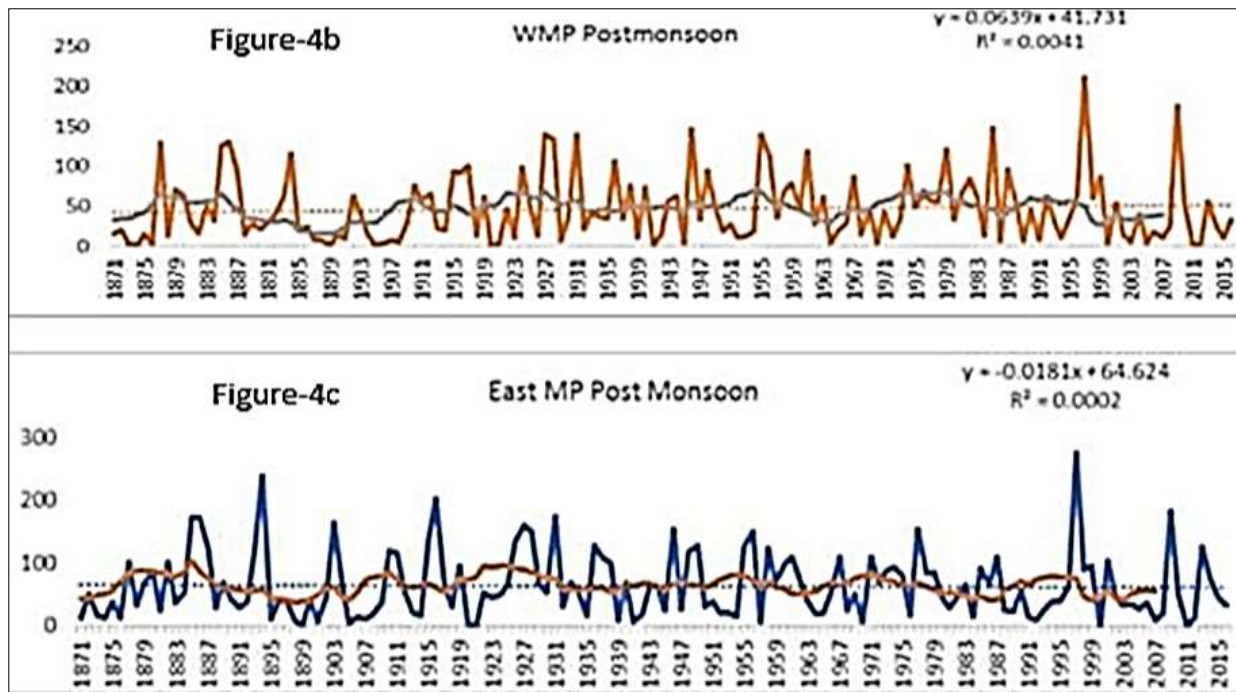 y = 0.0639x + 41.731
Figure-4b WMP Postmonsoon R² = 0.0041
250
200
150
100
50
0
1871 1875 1879 1883 1887 1891 1895 1899 1903 1907 1911 1915 1919 1923 1927 1931 1935 1939 1943 1947 1951 1955 1959 1963 1967 1971 1975 1979 1983 1987 1991 1995 1999 2003 2007 2011 2015
y = -0.0181x + 64.624
Figure-4c East MP Post Monsoon R² = 0.0002
300
200
100
0
1871 1875 1879 1883 1887 1891 1895 1899 1903 1907 1911 1915 1919 1923 1927 1931 1935 1939 1943 1947 1951 1955 1959 1963 1967 1971 1975 1979 1983 1987 1991 1995 1999 2003 2007 2011 2015